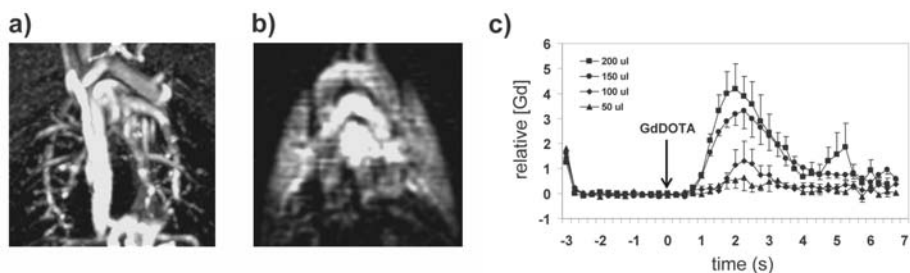 a)
b)
c)
6
5
4
3
2
1
0
-1
relative [Gd]
200 ul
150 ul
100 ul
50 ul
GdDOTA
-3 -2 -1 0 1 2 3 4 5 6 7
time (s)